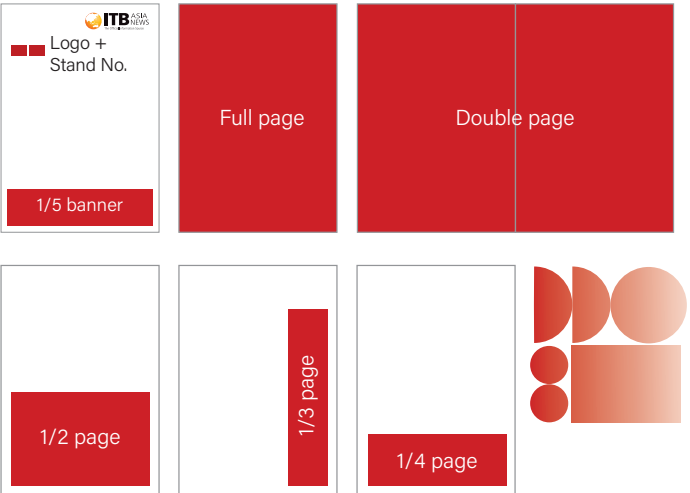 ITB ASIA
NEWS
Logo +
Stand No.
1/5 banner
Full page
Double page
1/2 page
1/3 page
1/4 page